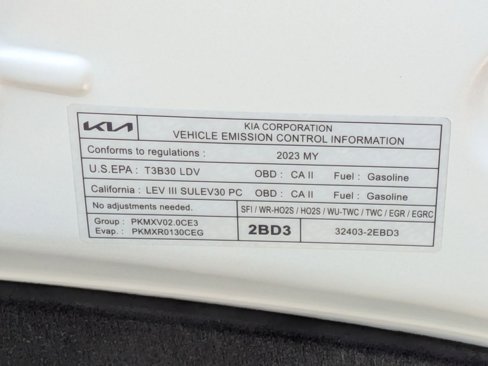 KIA
KIA CORPORATION
VEHICLE EMISSION CONTROL INFORMATION
Conforms to regulations : 2023 MY
U.S.EPA : T3B30 LDV OBD : CA II Fuel : Gasoline
California : LEV III SULEV30 PC OBD : CA II Fuel : Gasoline
No adjustments needed. SFI / WR-HO2S / HO2S / WU-TWC / TWC / EGR / EGRC
Group : PKMXV02.0CE3
Evap. : PKMXR0130CEG
2BD3 32403-2EBD3